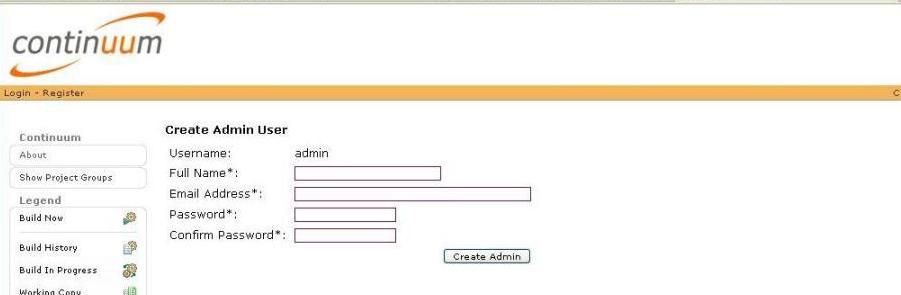 continuum
Login - Register
C
Continuum
About
Show Project Groups
Legend
Build Now
Build History
Build In Progress
Working Copy
Create Admin User
Username: admin
Full Name*:
Email Address*:
Password*:
Confirm Password*:
Create Admin